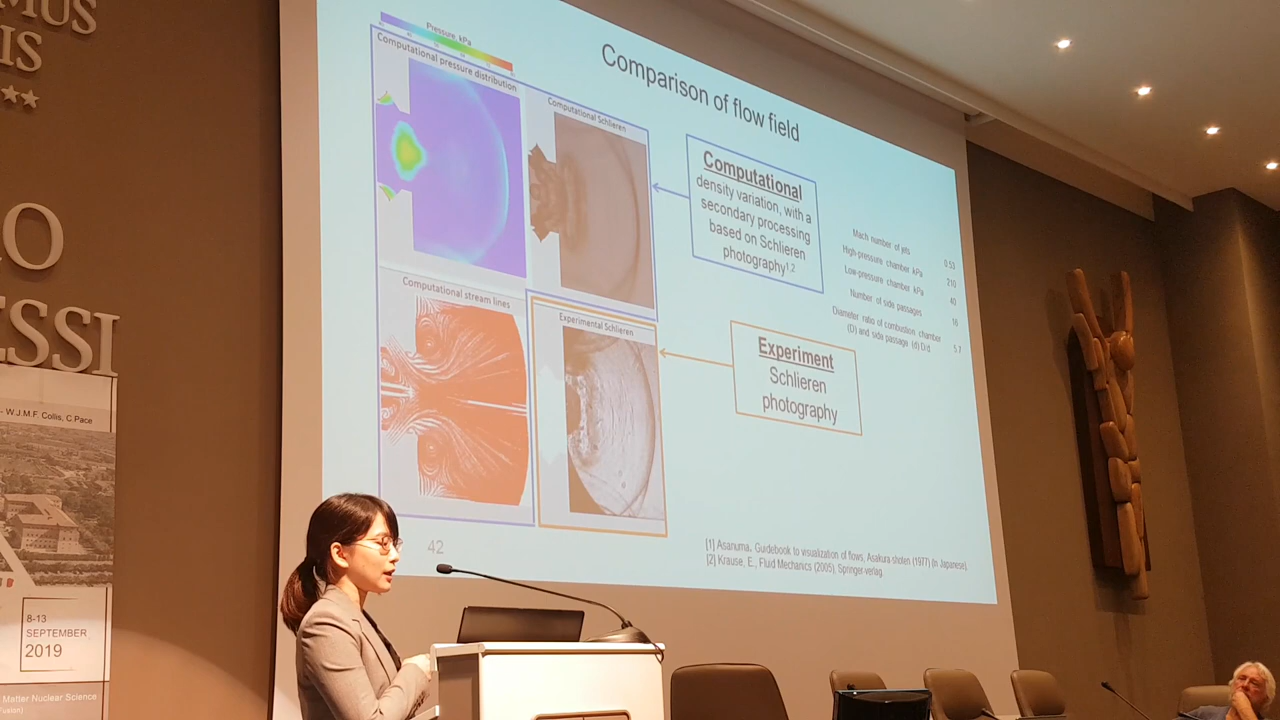 MUS
IS
O
ESSI
- W.J.M.F. Collis, C.Pace
8-13
SEPTEMBER,
2019
Matter Nuclear Science
Fusion)
Comparison of flow field
Pressure, kPa
Computational pressure distribution
Computational Schlieren
Computational
density variation, with a
secondary processing
based on Schlieren
photography1,2
Mach number of jets 0.53
High-pressure chamber kPa 210
Low-pressure chamber kPa 40
Number of side passages 16
Diameter ratio of combustion chamber
(D) and side passage (d) D/d 5.7
Computational stream lines
Experimental Schlieren
Experiment
Schlieren
photography
42
[1] Asanuma, Guidebook to visualization of flows, Asakura-shoten (1977) (In Japanese).
[2] Krause, E., Fluid Mechanics (2005), Springer-verlag.